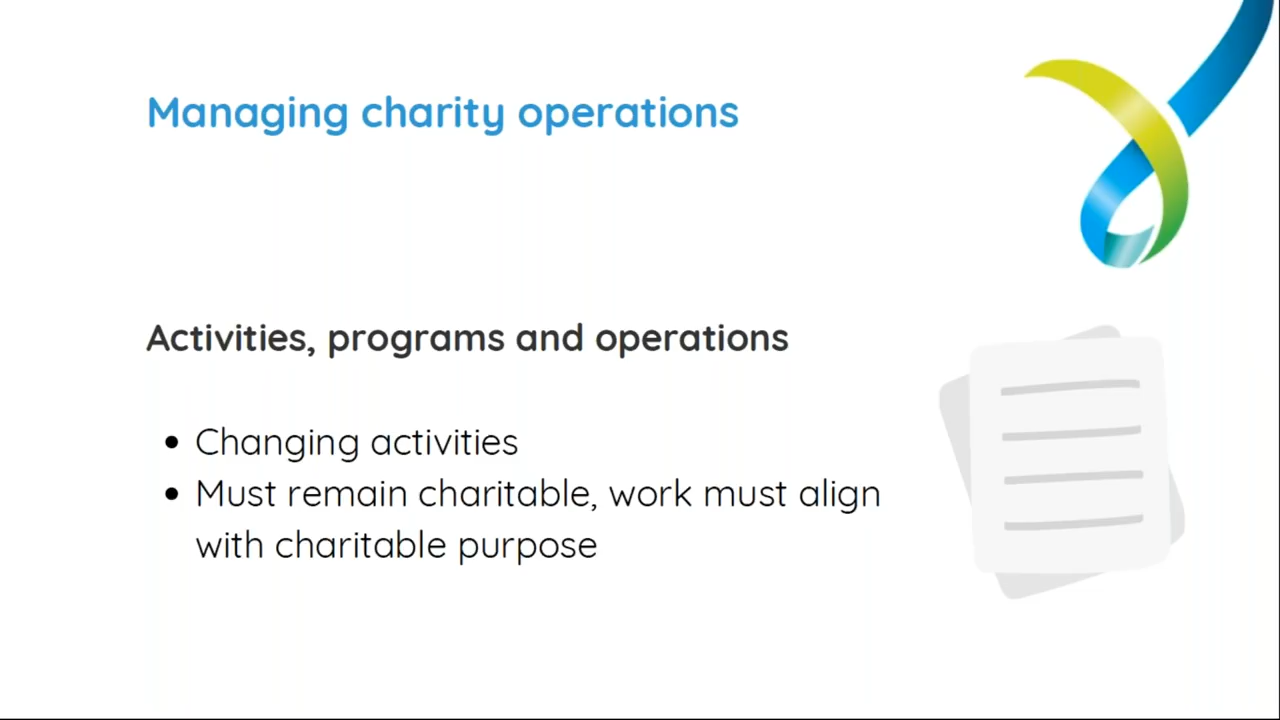 Managing charity operations
Activities, programs and operations
• Changing activities
• Must remain charitable, work must align
with charitable purpose